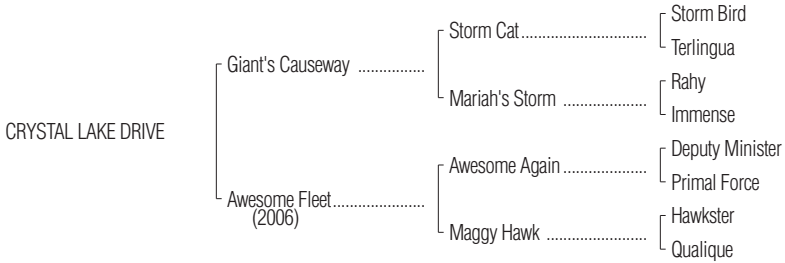 Storm Bird
Storm Cat..............................
Terlingua
Giant's Causeway ................
Rahy
Mariah's Storm ....................
Immense
CRYSTAL LAKE DRIVE
Deputy Minister
Awesome Again ....................
Primal Force
Awesome Fleet......................
(2006)
Hawkster
Maggy Hawk ........................
Qualique